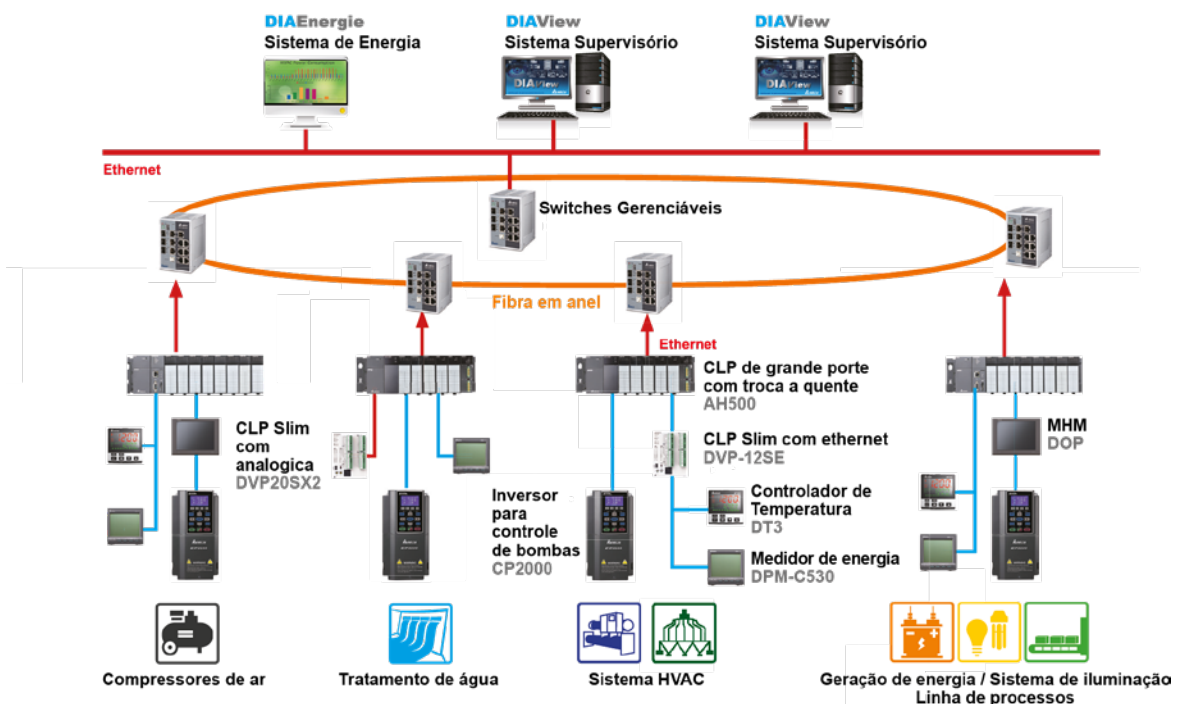 DIAEnergie
Sistema de Energia
DIAView
Sistema Supervisório
DIAView
Sistema Supervisório
DIAView
DIAView
Ethernet
Switches Gerenciáveis
Fibra em anel
Ethernet
CLP de grande porte
com troca a quente
AH500
CLP Slim
com
analogica
DVP20SX2
CLP Slim com ethernet
DVP-12SE
MHM
DOP
Inversor
para
controle
de bombas
CP2000
Controlador de
Temperatura
DT3
Medidor de energia
DPM-C530
Compressores de ar
Tratamento de água
Sistema HVAC
Geração de energia / Sistema de iluminação
Linha de processos